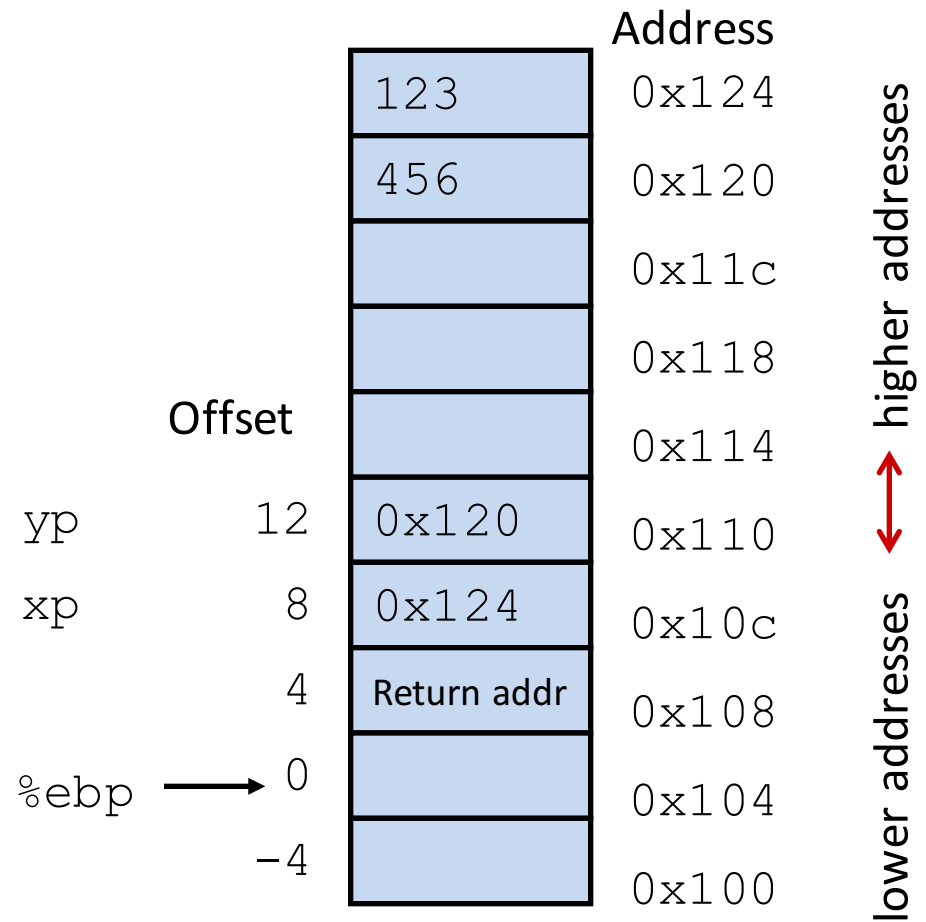 Address
123 0x124
456 0x120
0x11c
0x118
Offset 0x114
yp 12 0x120 0x110
xp 8 0x124 0x10c
4 Return addr 0x108
%ebp 0 0x104
-4 0x100
higher addresses
lower addresses